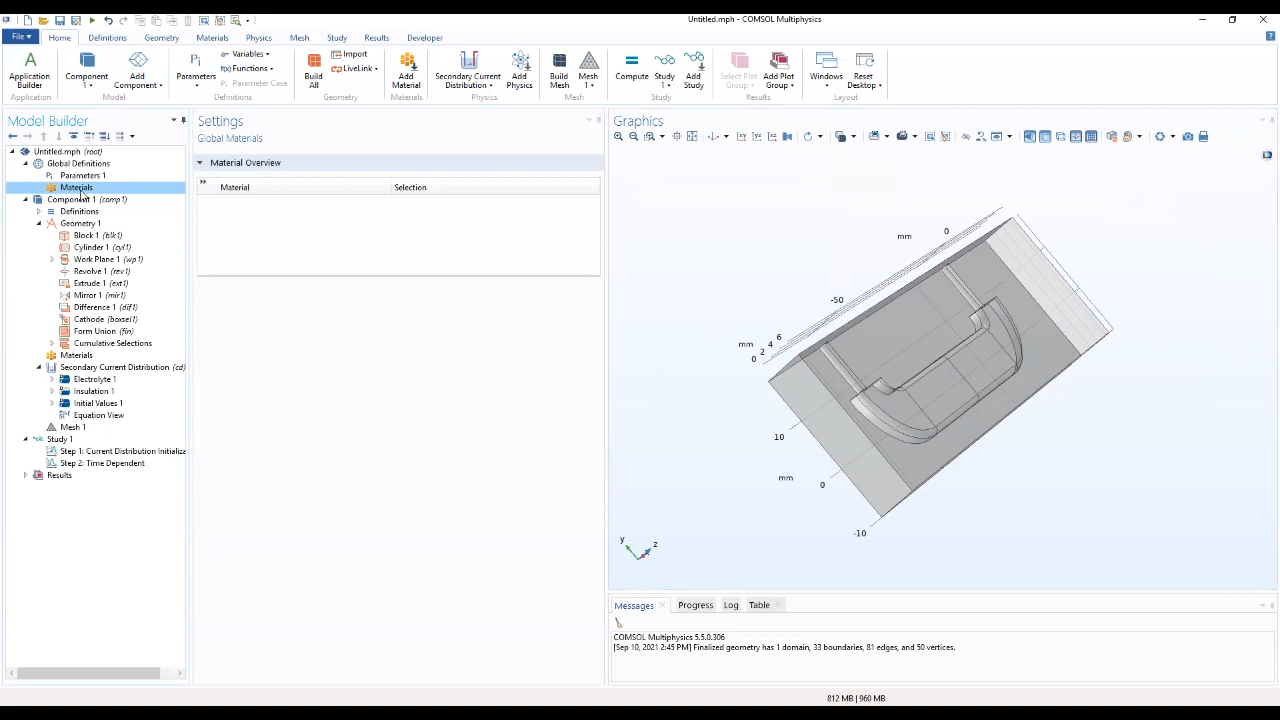 Untitled.mph - COMSOL Multiphysics
File
Home
Definitions
Geometry
Materials
Physics
Mesh
Study
Results
Developer
Application Builder
Component 1
Add Component
Parameters
Variables
Functions
Parameter Case
Build All
Import
LiveLink
Add Material
Secondary Current Distribution
Add Physics
Build Mesh
Mesh 1
Compute
Study 1
Add Study
Select Plot Group
Add Plot Group
Windows
Reset Desktop
Application
Model
Definitions
Geometry
Materials
Physics
Mesh
Study
Results
Layout
Model Builder
Untitled.mph (root)
Global Definitions
Parameters 1
Materials
Component 1 (comp1)
Definitions
Geometry 1
Block 1 (blk1)
Cylinder 1 (cyl1)
Work Plane 1 (wp1)
Revolve 1 (rev1)
Extrude 1 (ext1)
Mirror 1 (mir1)
Difference 1 (dif1)
Cathode (boxsel1)
Form Union (fin)
Cumulative Selections
Materials
Secondary Current Distribution (cd)
Electrolyte 1
Insulation 1
Initial Values 1
Equation View
Mesh 1
Study 1
Step 1: Current Distribution Initializa
Step 2: Time Dependent
Results
Settings
Global Materials
Material Overview
Material Selection
Graphics
0
mm
-50
6
mm 4
2
0
10
mm
0
-10
y
z
Messages
Progress
Log
Table
COMSOL Multiphysics 5.5.0.306
[Sep 10, 2021 2:45 PM] Finalized geometry has 1 domain, 33 boundaries, 81 edges, and 50 vertices.
812 MB | 960 MB